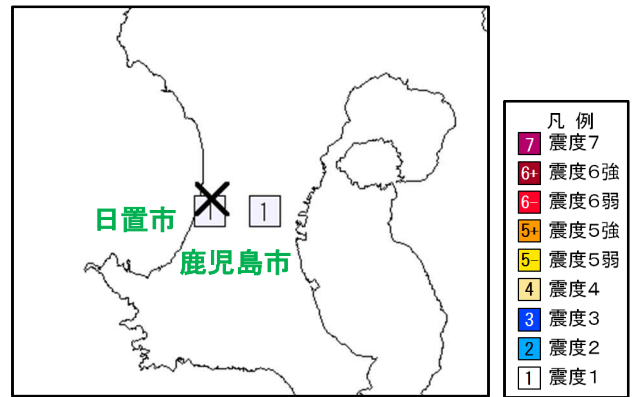 日置市
1
1
鹿児島市
凡例
7 震度7
6+ 震度6強
6- 震度6弱
5+ 震度5強
5- 震度5弱
4 震度4
3 震度3
2 震度2
1 震度1